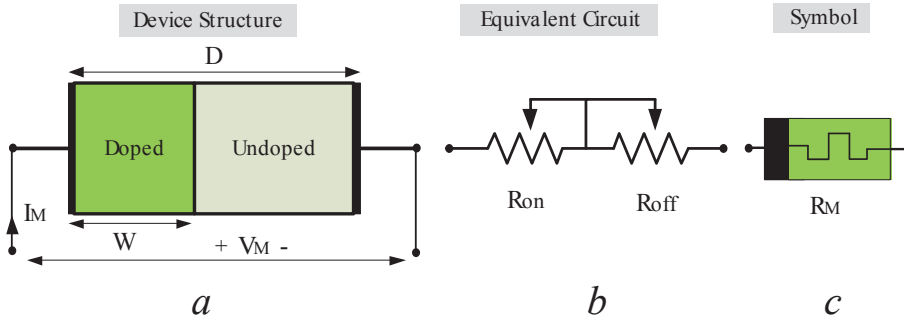 Device Structure
Equivalent Circuit
Symbol
D
Doped
Undoped
IM
W
+ VM -
Ron
Roff
RM
a
b
c